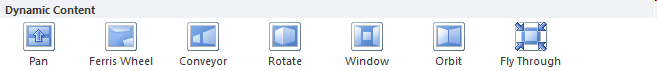 Dynamic Content
Pan Ferris Wheel Conveyor Rotate Window Orbit Fly Through